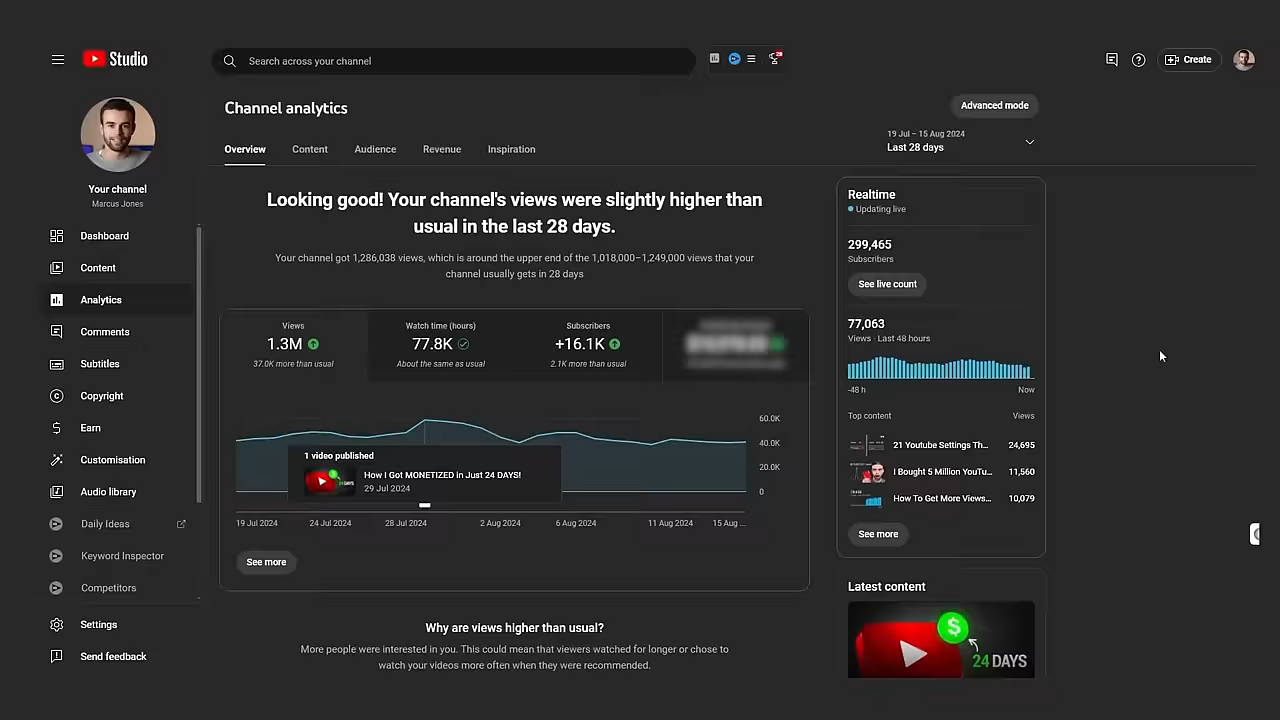 Studio
Search across your channel
28
Create
Your channel
Marcus Jones
Dashboard
Content
Analytics
Comments
Subtitles
Copyright
Earn
Customisation
Audio library
Daily Ideas
Keyword Inspector
Competitors
Settings
Send feedback
Channel analytics
Advanced mode
Overview
Content
Audience
Revenue
Inspiration
19 Jul – 15 Aug 2024
Last 28 days
Looking good! Your channel's views were slightly higher than
usual in the last 28 days.
Your channel got 1,286,038 views, which is around the upper end of the 1,018,000–1,249,000 views that your
channel usually gets in 28 days
Views
1.3M
37.0K more than usual
Watch time (hours)
77.8K
About the same as usual
Subscribers
+16.1K
2.1K more than usual
60.0K
40.0K
20.0K
0
1 video published
How I Got MONETIZED in Just 24 DAYS!
29 Jul 2024
19 Jul 2024
24 Jul 2024
28 Jul 2024
2 Aug 2024
6 Aug 2024
11 Aug 2024
15 Aug ...
See more
Why are views higher than usual?
More people were interested in you. This could mean that viewers watched for longer or chose to
watch your videos more often when they were recommended.
Realtime
Updating live
299,465
Subscribers
See live count
77,063
Views · Last 48 hours
-48 h
Now
Top content
Views
21 Youtube Settings Th...
24,695
I Bought 5 Million YouTu...
11,560
How To Get More Views...
10,079
See more
Latest content
$
24 DAYS